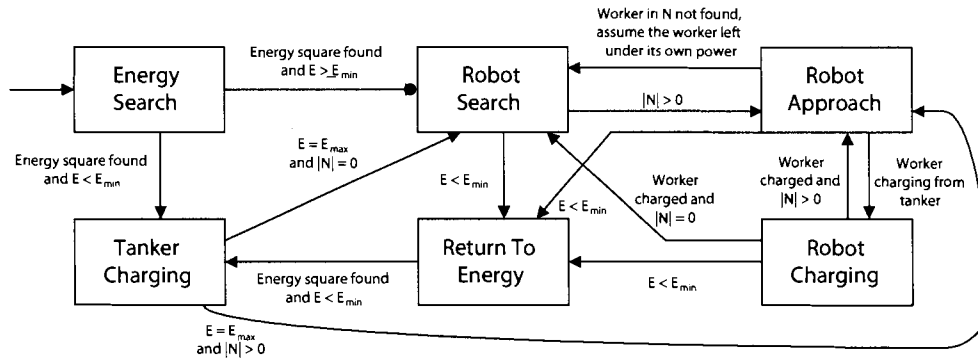 Energy
Search
Energy square found
and E ≥ E_min
Robot
Search
Worker in N not found,
assume the worker left
under its own power
|N| > 0
Robot
Approach
Energy square found
and E < E_min
E = E_max
and |N| = 0
E < E_min
E < E_min
Worker
charged and
|N| = 0
Worker
charged and
|N| > 0
Worker
charging from
tanker
Tanker
Charging
Energy square found
and E < E_min
Return To
Energy
E < E_min
Robot
Charging
E = E_max
and |N| > 0